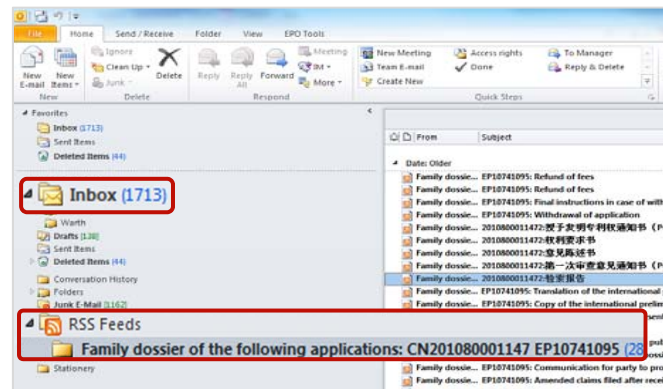 File Home Send / Receive Folder View EPO Tools
Ignore
Clean Up
Junk
Delete
New E-mail
New Items
Reply
Reply All
Forward
Meeting
IM
More
New Meeting
Team E-mail
Create New
Access rights
Done
To Manager
Reply & Delete
New Delete Respond Quick Steps
Favorites
Inbox (1713)
Sent Items
Deleted Items (44)
Inbox (1713)
Warth
Drafts [138]
Sent Items
Deleted Items (44)
Conversation History
Folders
Junk E-Mail [1162]
RSS Feeds
Family dossier of the following applications: CN201080001147 EP10741095 (28
Stationery
From Subject
Date: Older
Family dossie... EP10741095: Refund of fees
Family dossie... EP10741095: Refund of fees
Family dossie... EP10741095: Final instructions in case of with
Family dossie... EP10741095: Withdrawal of application
Family dossie... 2010800011472:授予发明专利权通知书 (P
Family dossie... 2010800011472:权利要求书
Family dossie... 2010800011472:意见陈述书
Family dossie... 2010800011472:第一次审查意见通知书 (P
Family dossie... 2010800011472:检索报告
Family dossie... EP10741095: Translation of the international
Family dossie... EP10741095: Copy of the international prelim
Family dossie... EP10741095: Communication for party to pro
Family dossie... EP10741095: Amended claims filed after recei